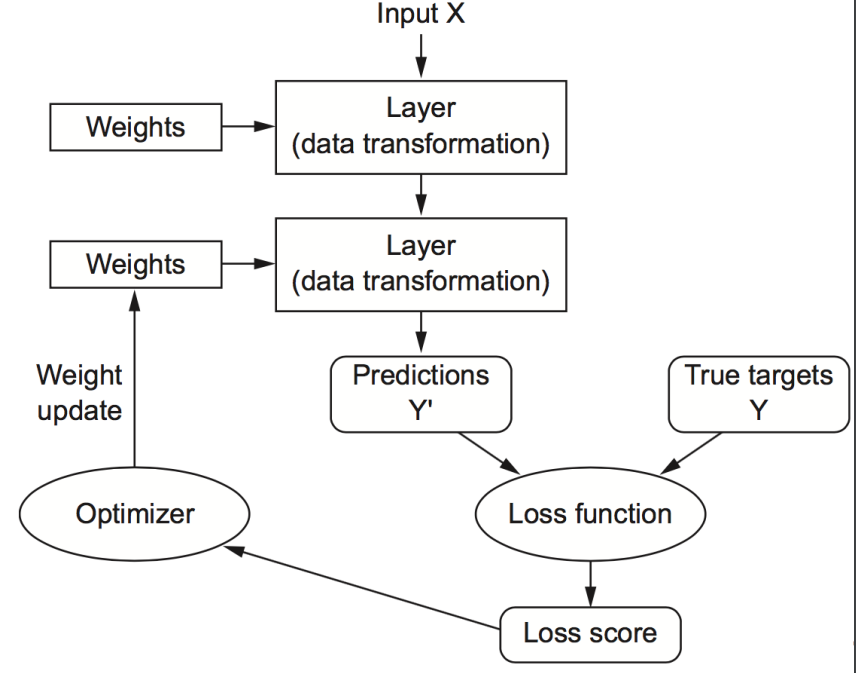 Input X
Layer
(data transformation)
Weights
Layer
(data transformation)
Weights
Weight
update
Predictions
Y'
True targets
Y
Optimizer
Loss function
Loss score